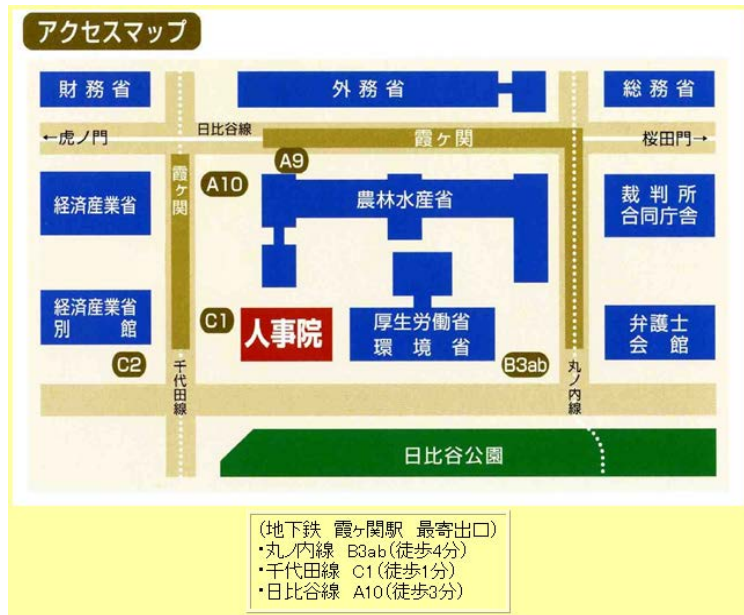 アクセスマップ
財務省
外務省
総務省
←虎ノ門
日比谷線
霞ヶ関
桜田門→
霞ヶ関
A10
A9
経済産業省
農林水産省
裁判所
合同庁舎
経済産業省
別館
C1
人事院
厚生労働省
環境省
弁護士
会館
C2
B3ab
千代田線
丸ノ内線
日比谷公園
(地下鉄 霞ヶ関駅 最寄出口)
・丸ノ内線 B3ab(徒歩4分)
・千代田線 C1(徒歩1分)
・日比谷線 A10(徒歩3分)